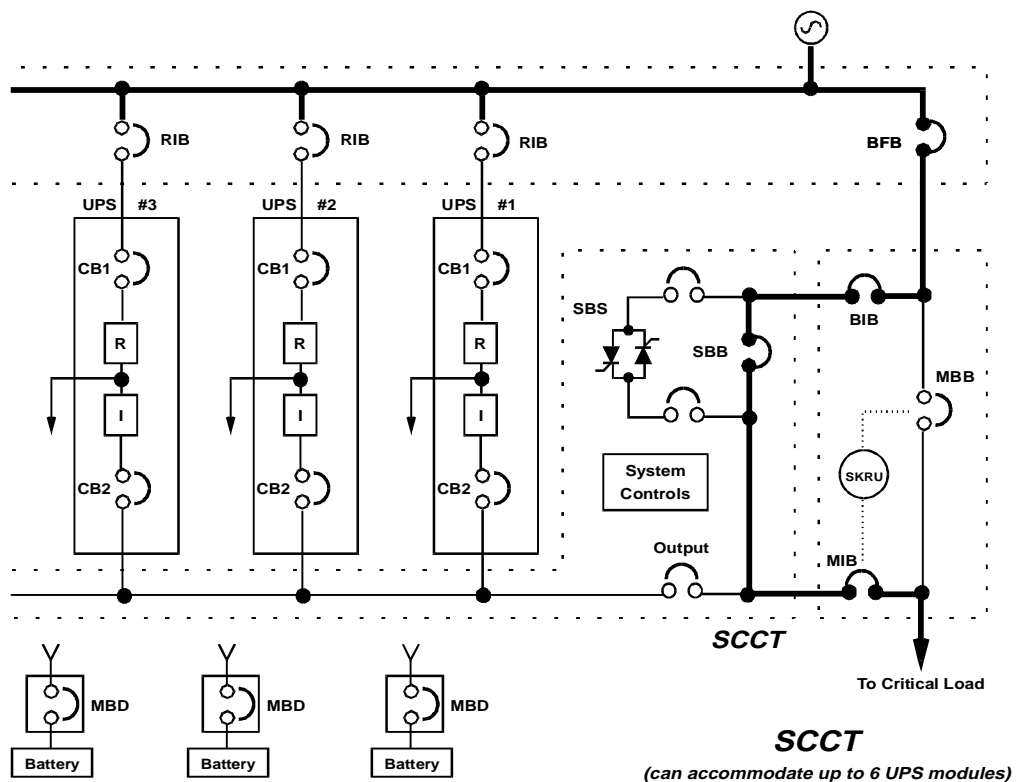 RIB
RIB
RIB
BFB
UPS #3
UPS #2
UPS #1
CB1
CB1
CB1
SBS
SBB
BIB
R
R
R
MBB
I
I
I
CB2
CB2
CB2
System
Controls
SKRU
Output
MIB
SCCT
MBD
MBD
MBD
To Critical Load
Battery
Battery
Battery
SCCT
(can accommodate up to 6 UPS modules)